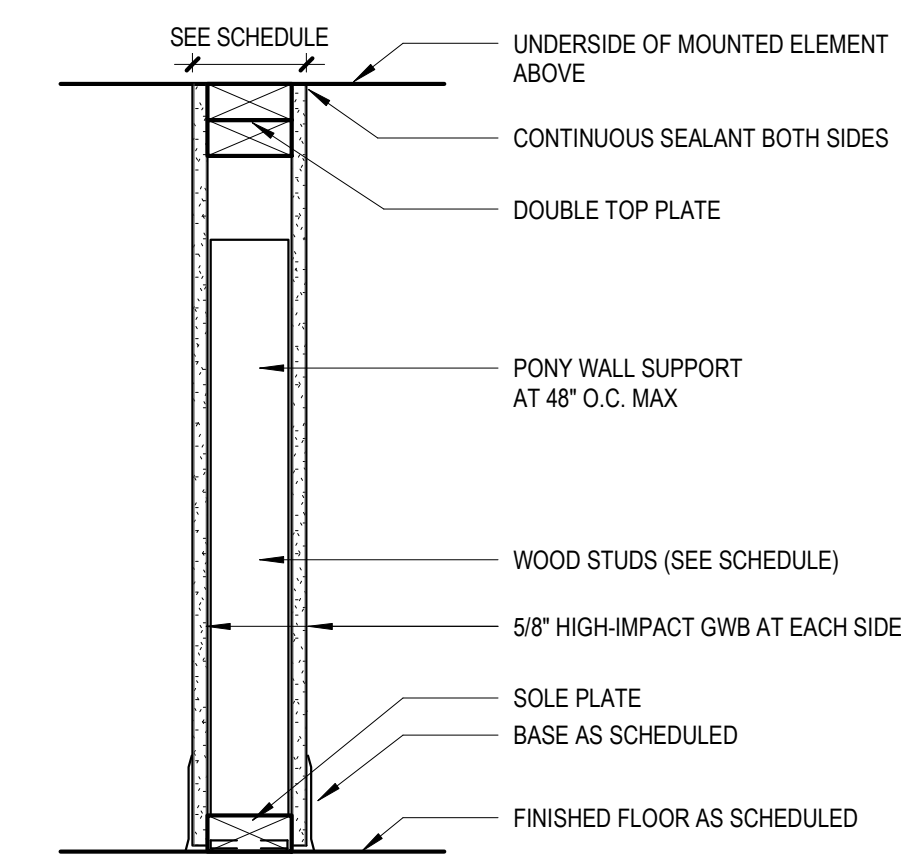 SEE SCHEDULE
UNDERSIDE OF MOUNTED ELEMENT
ABOVE
CONTINUOUS SEALANT BOTH SIDES
DOUBLE TOP PLATE
PONY WALL SUPPORT
AT 48" O.C. MAX
WOOD STUDS (SEE SCHEDULE)
5/8" HIGH-IMPACT GWB AT EACH SIDE
SOLE PLATE
BASE AS SCHEDULED
FINISHED FLOOR AS SCHEDULED